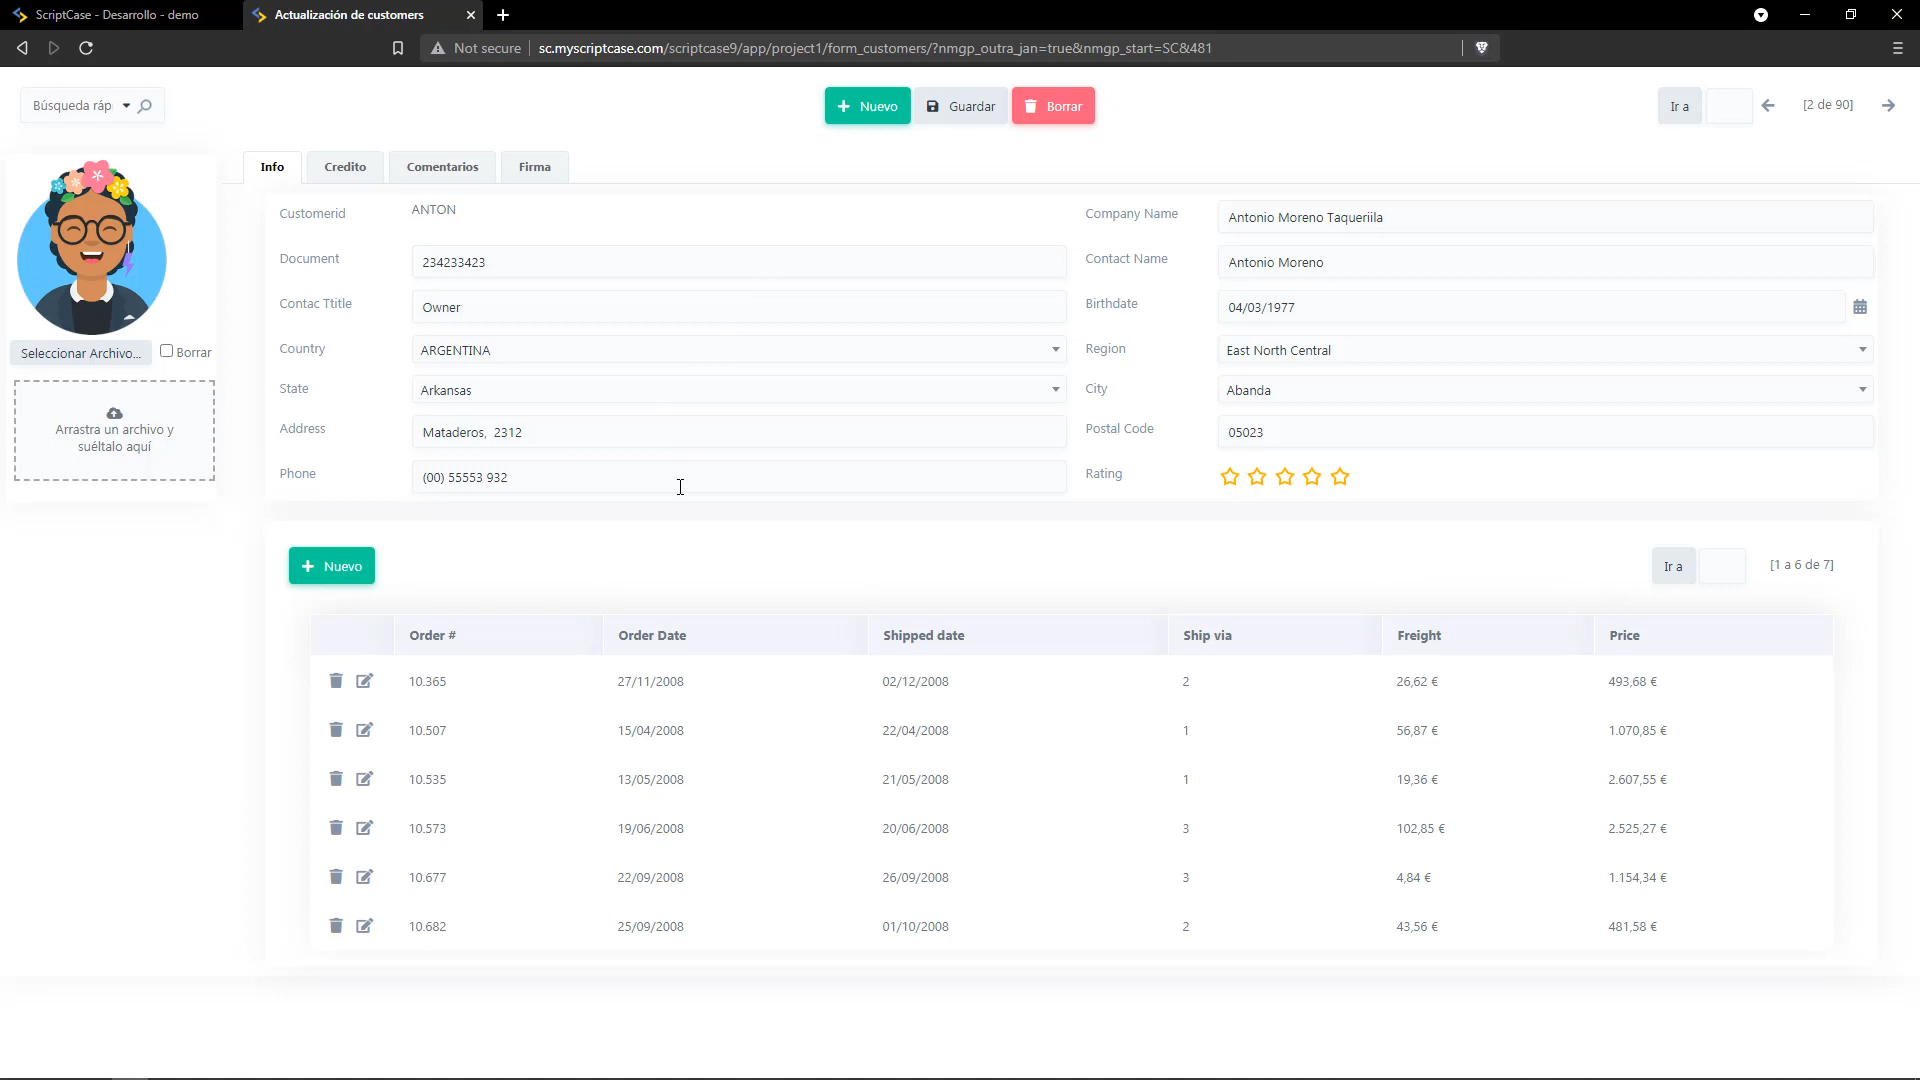 ScriptCase - Desarrollo - demo
Actualización de customers
Not secure
sc.myscriptcase.com/scriptcase9/app/project1/form_customers/?nmgp_outra_jan=true&nmgp_start=SC&481
Búsqueda ráp
Nuevo
Guardar
Borrar
Ir a
[2 de 90]
Info
Credito
Comentarios
Firma
Seleccionar Archivo...
Borrar
Arrastra un archivo y
suéltalo aquí
Customerid
ANTON
Company Name
Antonio Moreno Taqueriila
Document
234233423
Contact Name
Antonio Moreno
Contac Ttitle
Owner
Birthdate
04/03/1977
Country
ARGENTINA
Region
East North Central
State
Arkansas
City
Abanda
Address
Mataderos,  2312
Postal Code
05023
Phone
(00) 55553 932
Rating
Nuevo
Ir a
[1 a 6 de 7]
Order # Order Date Shipped date Ship via Freight Price
10.365 27/11/2008 02/12/2008 2 26,62 € 493,68 €
10.507 15/04/2008 22/04/2008 1 56,87 € 1.070,85 €
10.535 13/05/2008 21/05/2008 1 19,36 € 2.607,55 €
10.573 19/06/2008 20/06/2008 3 102,85 € 2.525,27 €
10.677 22/09/2008 26/09/2008 3 4,84 € 1.154,34 €
10.682 25/09/2008 01/10/2008 2 43,56 € 481,58 €